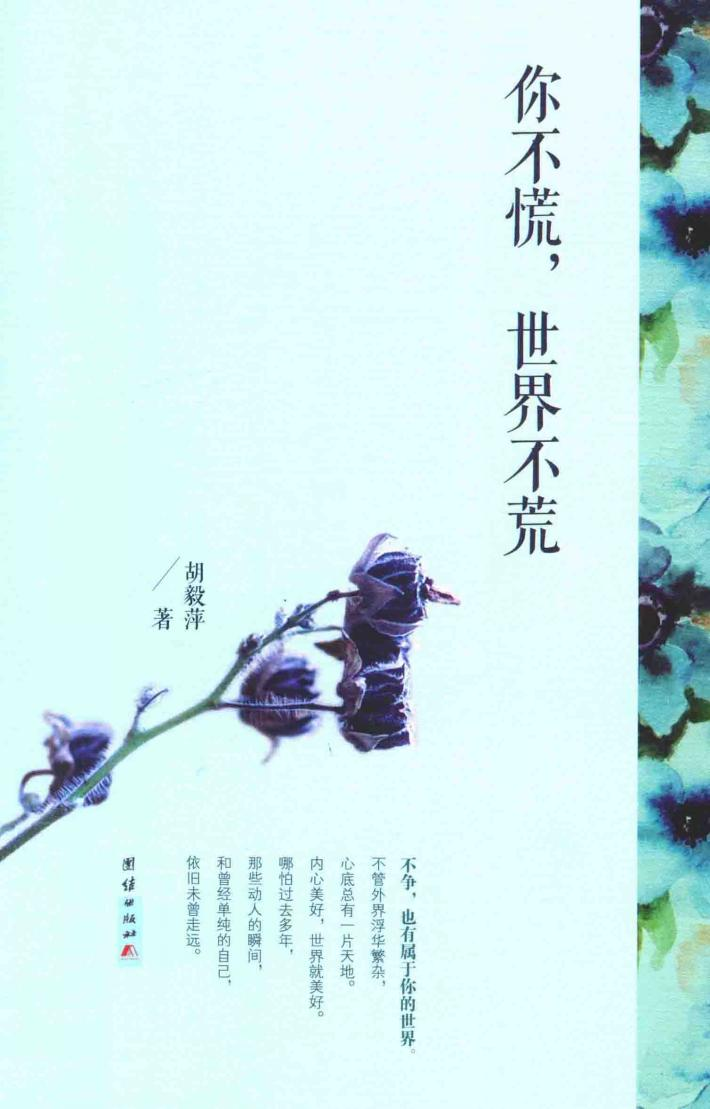 你不慌，世界不荒
胡毅萍
著
不争，也有属于你的世界。
不管外界浮华繁杂，
心底总有一片天地。
内心美好，世界就美好。
哪怕过去多年，
那些动人的瞬间，
和曾经单纯的自己，
依旧未曾走远。
团结出版社